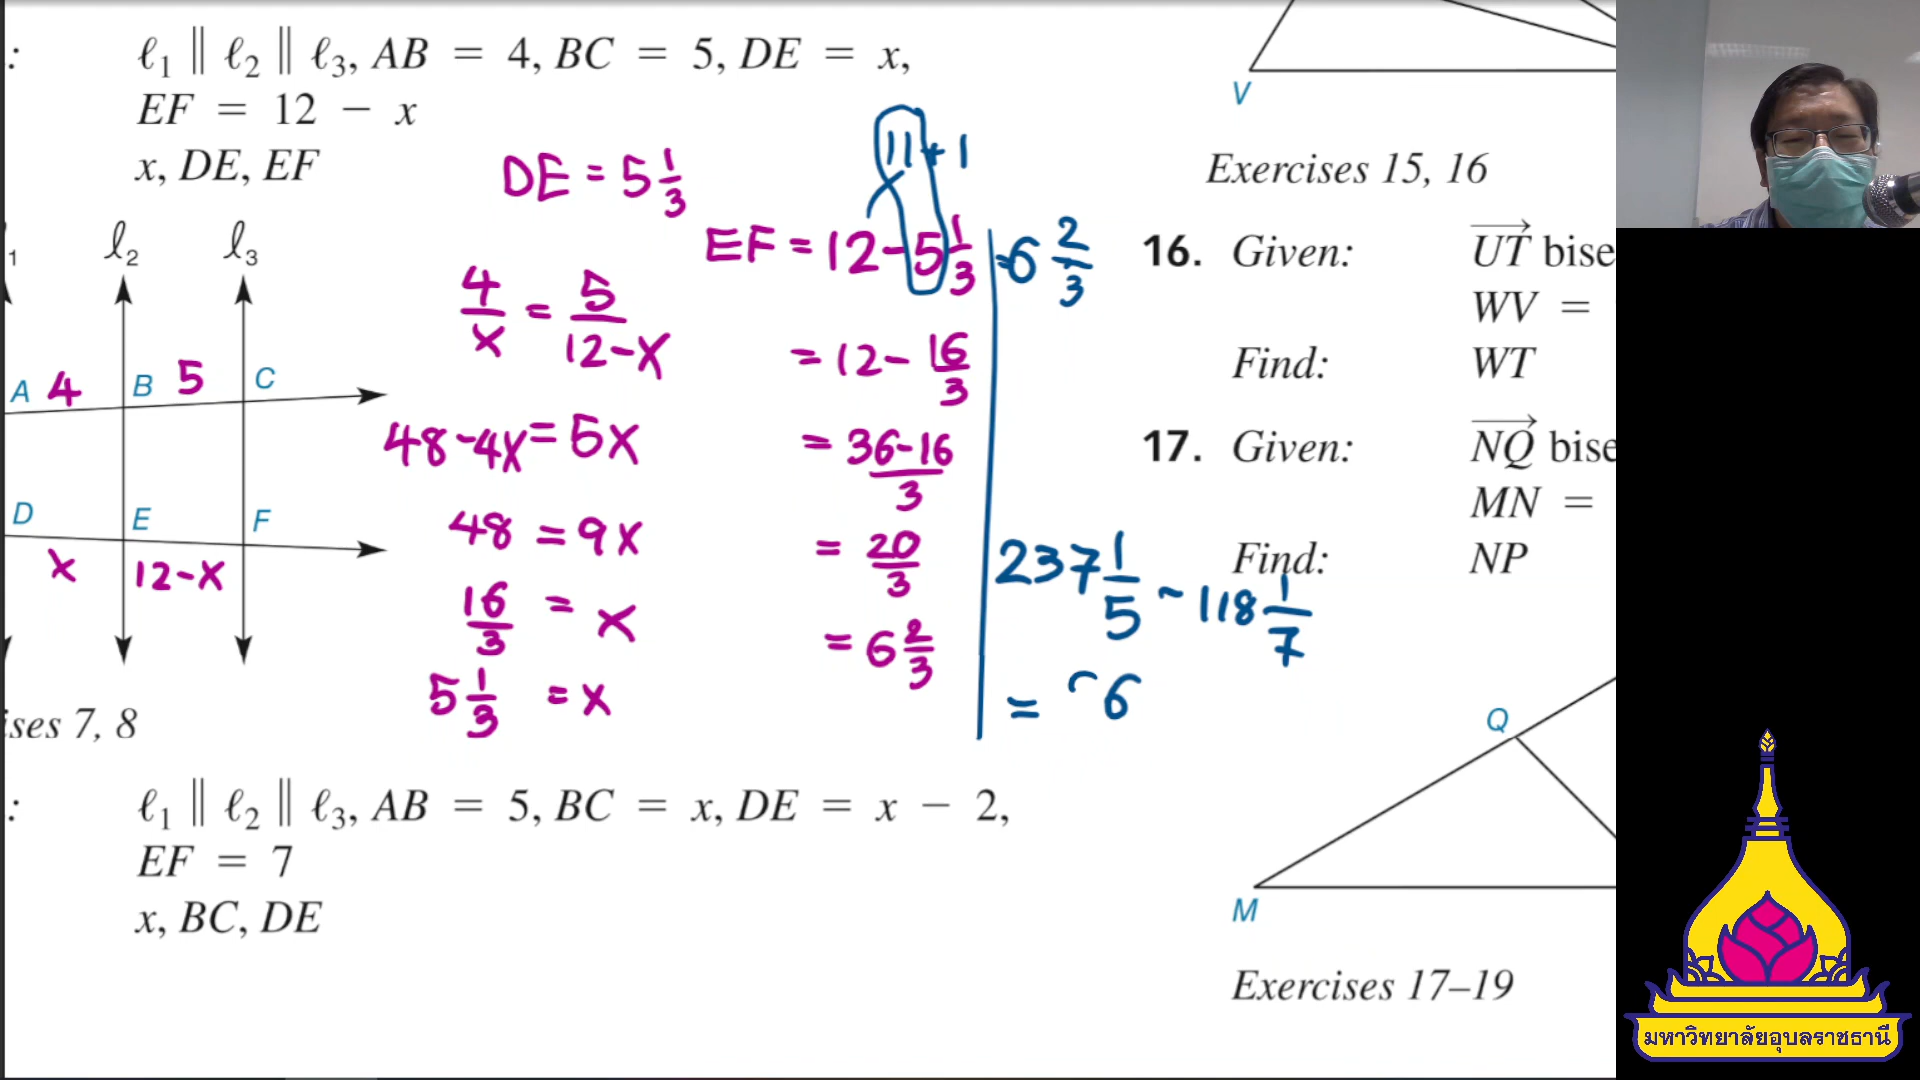 : ℓ1 ∥ ℓ2 ∥ ℓ3, AB = 4, BC = 5, DE = x,
EF = 12 − x
x, DE, EF
DE = 5 1/3
11 + 1
EF = 12 - 5 1/3 = 6 2/3
4/x = 5/(12-x)
= 12 - 16/3
48-4x = 5x
= (36-16)/3
48 = 9x
= 20/3
16/3 = x
= 6 2/3
5 1/3 = x
237 1/5 - 118 1/7
=
1 ℓ2 ℓ3
A 4 B 5 C
D E F
x 12-x
ises 7, 8
: ℓ1 ∥ ℓ2 ∥ ℓ3, AB = 5, BC = x, DE = x − 2,
EF = 7
x, BC, DE
V
Exercises 15, 16
16. Given: UT bise
WV =
Find: WT
17. Given: NQ bise
MN =
Find: NP
Q
M
Exercises 17–19
มหาวิทยาลัยอุบลราชธานี